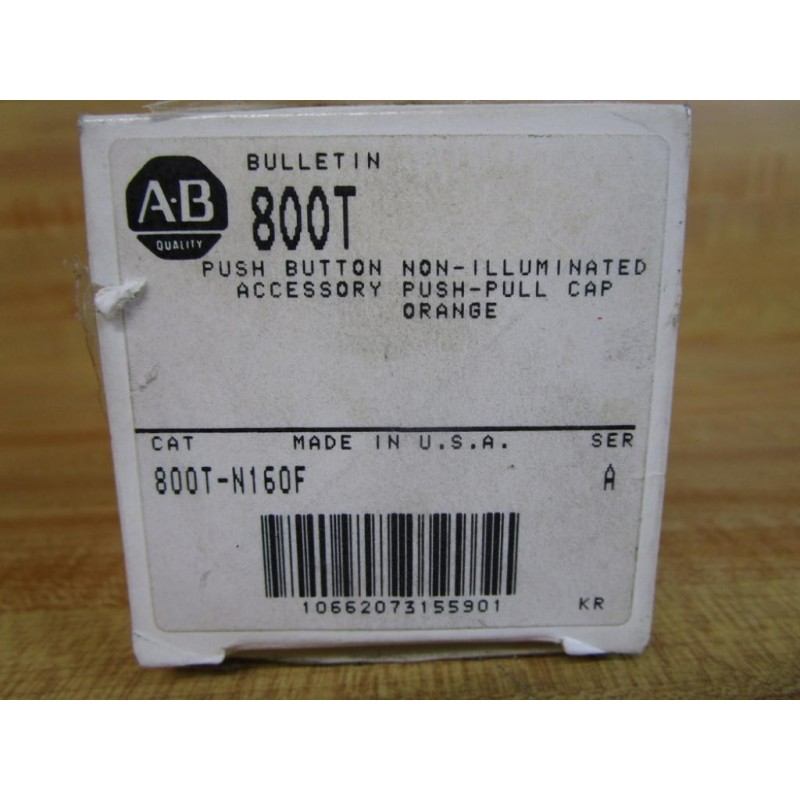 BULLETIN
A·B
QUALITY
800T
PUSH BUTTON NON-ILLUMINATED
ACCESSORY PUSH-PULL CAP
ORANGE
CAT MADE IN U.S.A. SER
800T-N160F A
10662073155901
KR